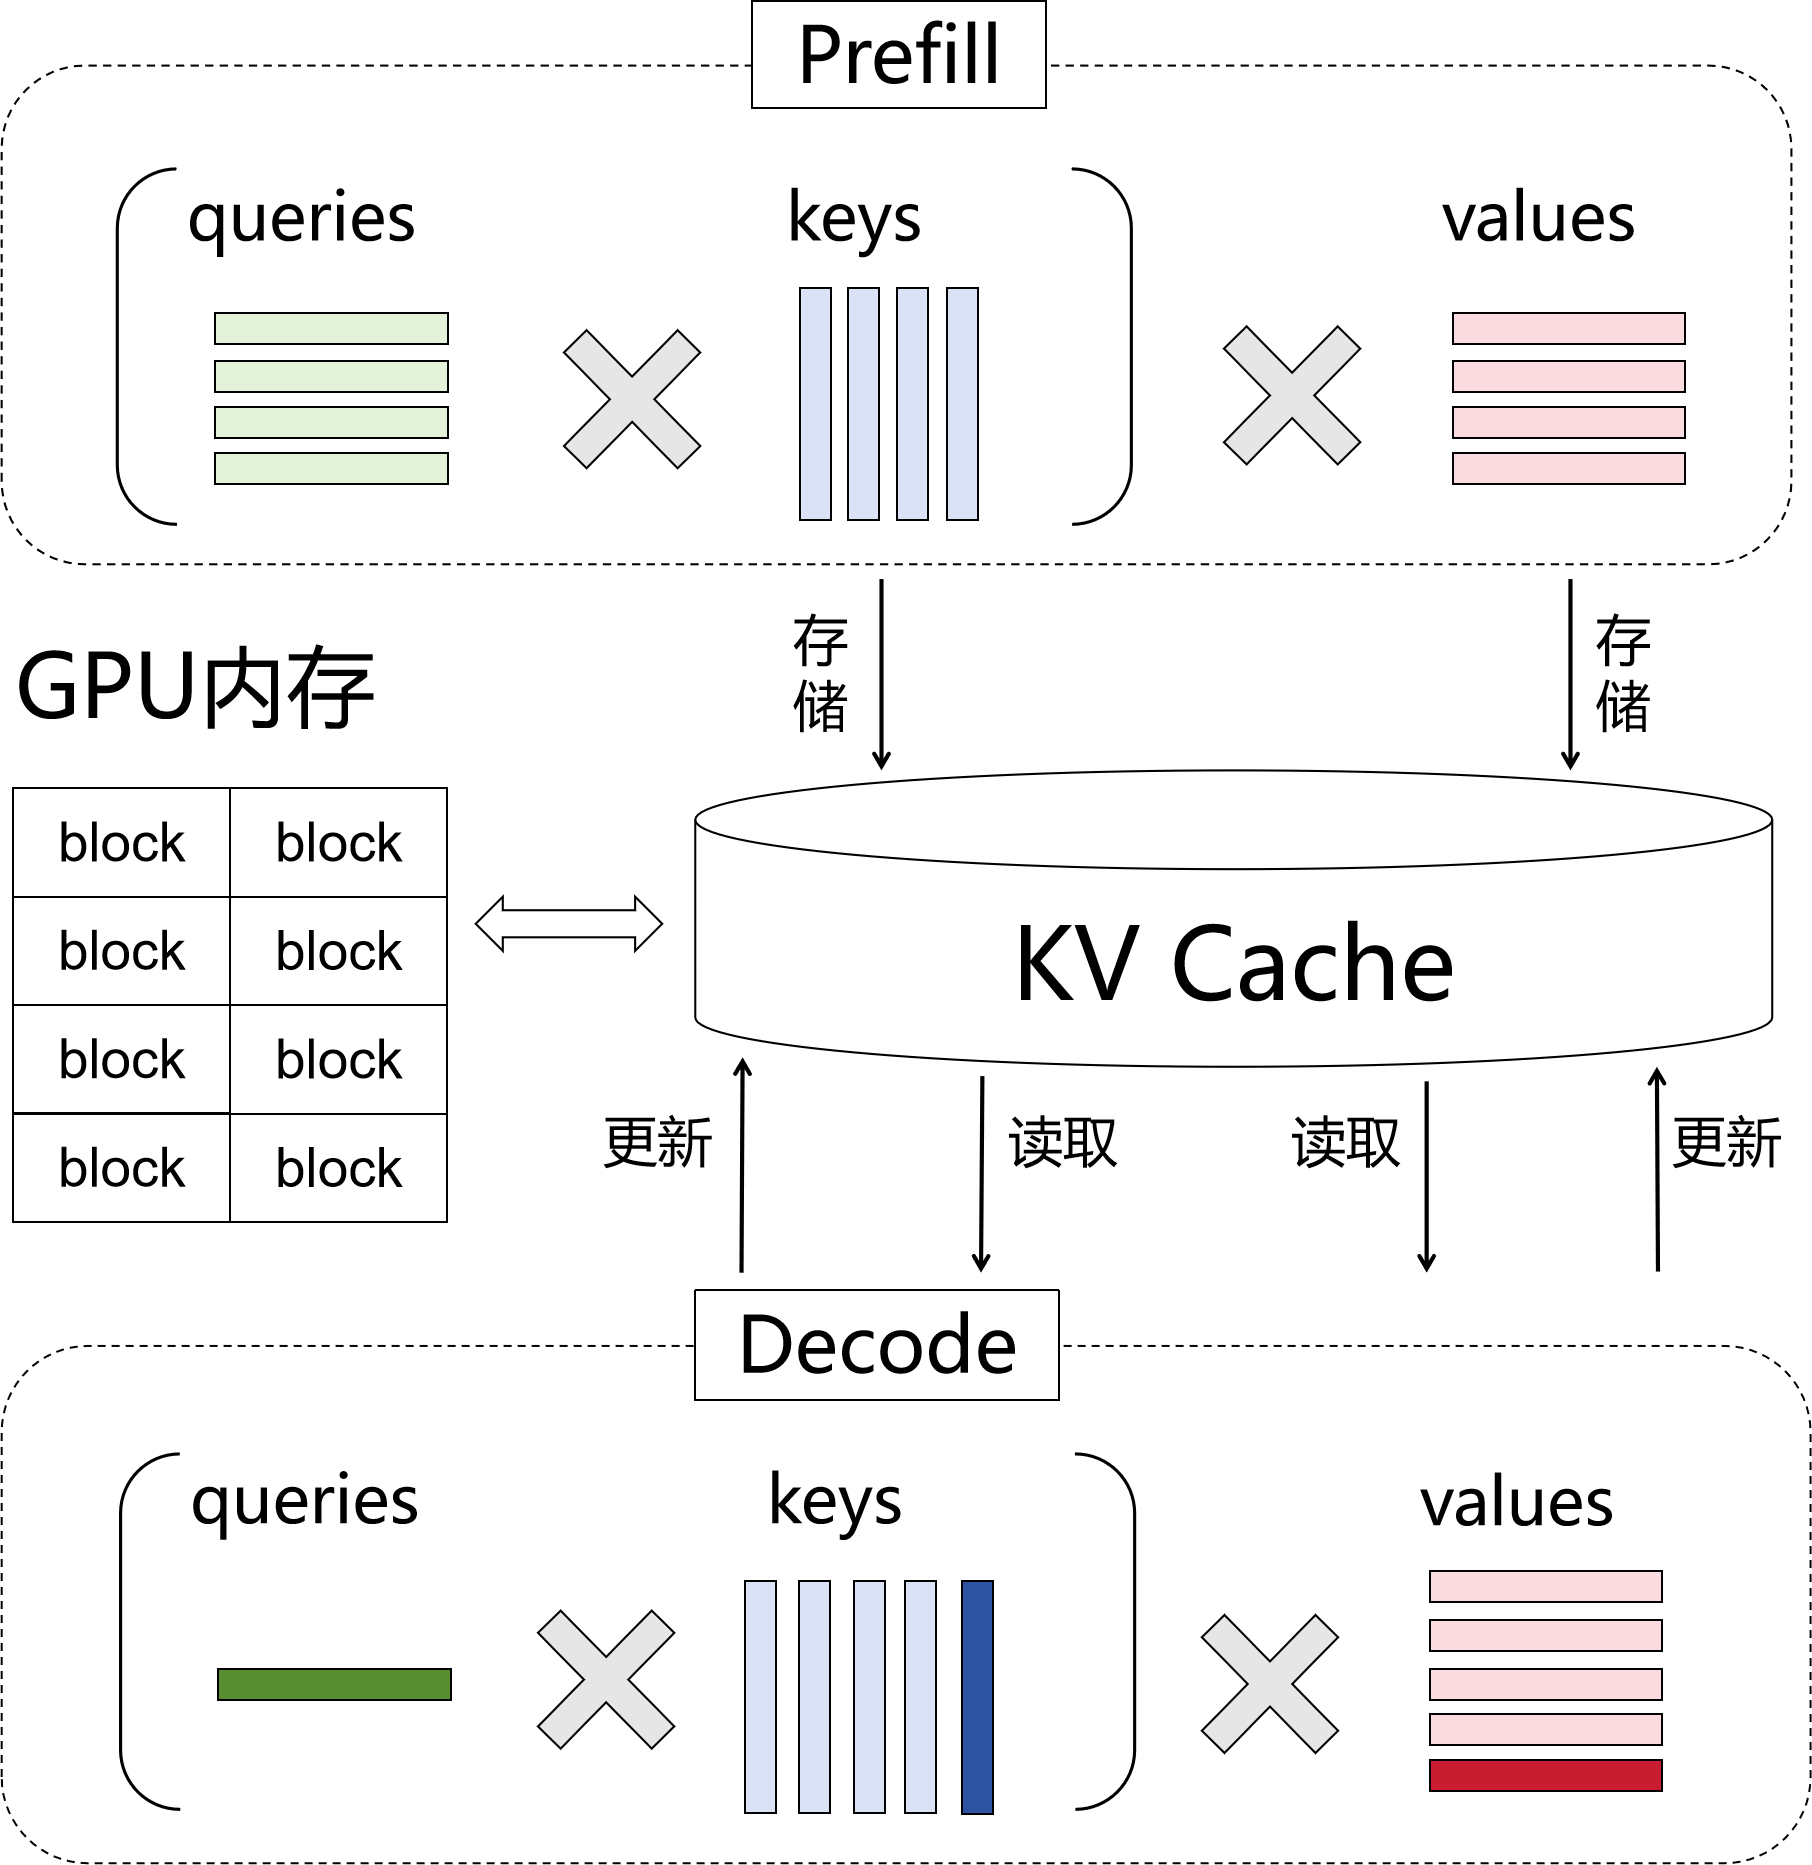 Prefill
queries
keys
values
存储
存储
GPU内存
block block
block block
block block
block block
KV Cache
更新
读取
读取
更新
Decode
queries
keys
values